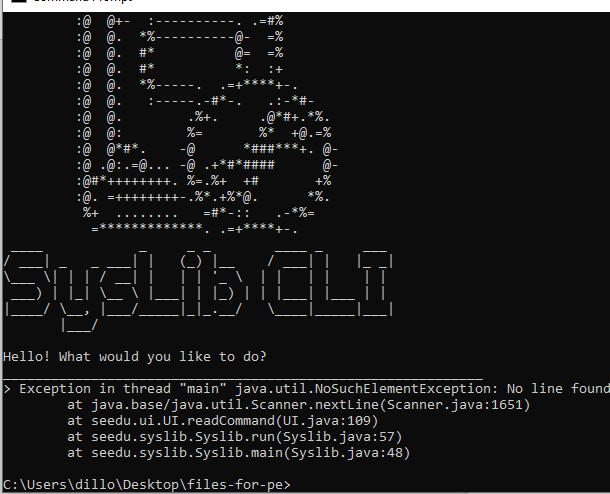 SysLib CLI
Hello! What would you like to do?
> Exception in thread "main" java.util.NoSuchElementException: No line found
at java.base/java.util.Scanner.nextLine(Scanner.java:1651)
at seedu.ui.UI.readCommand(UI.java:109)
at seedu.syslib.Syslib.run(Syslib.java:57)
at seedu.syslib.Syslib.main(Syslib.java:48)
C:\Users\dillo\Desktop\files-for-pe>